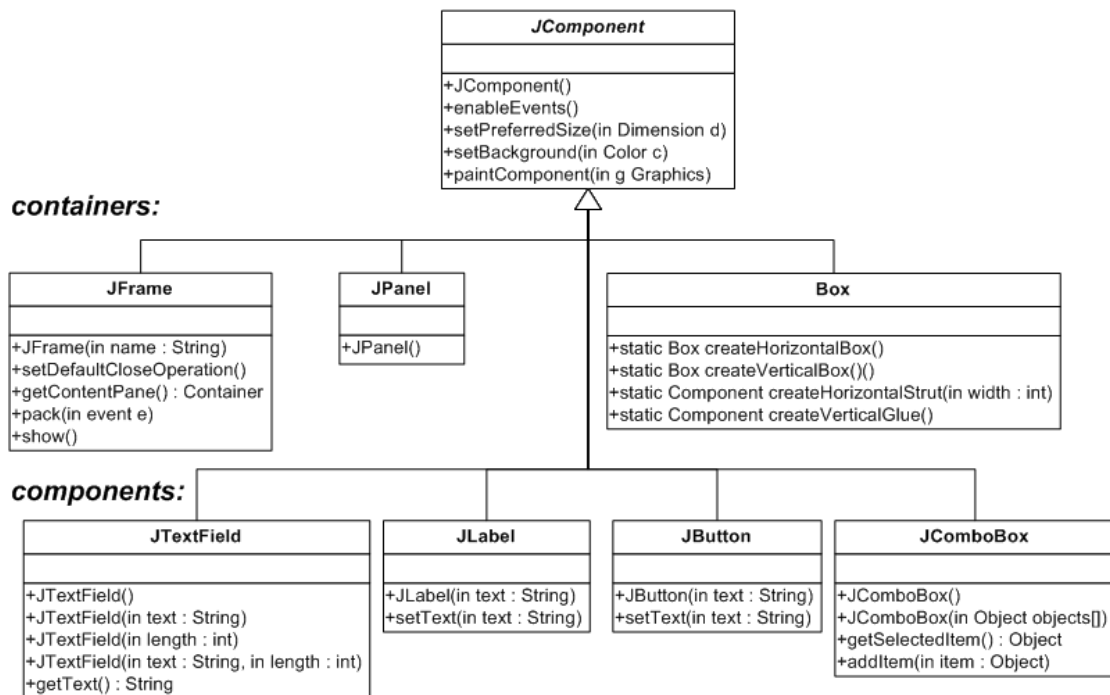 JComponent
+JComponent()
+enableEvents()
+setPreferredSize(in Dimension d)
+setBackground(in Color c)
+paintComponent(in g Graphics)
containers:
JFrame
+JFrame(in name : String)
+setDefaultCloseOperation()
+getContentPane() : Container
+pack(in event e)
+show()
JPanel
+JPanel()
Box
+static Box createHorizontalBox()
+static Box createVerticalBox()()
+static Component createHorizontalStrut(in width : int)
+static Component createVerticalGlue()
components:
JTextField
+JTextField()
+JTextField(in text : String)
+JTextField(in length : int)
+JTextField(in text : String, in length : int)
+getText() : String
JLabel
+JLabel(in text : String)
+setText(in text : String)
JButton
+JButton(in text : String)
+setText(in text : String)
JComboBox
+JComboBox()
+JComboBox(in Object objects[])
+getSelectedItem() : Object
+addItem(in item : Object)